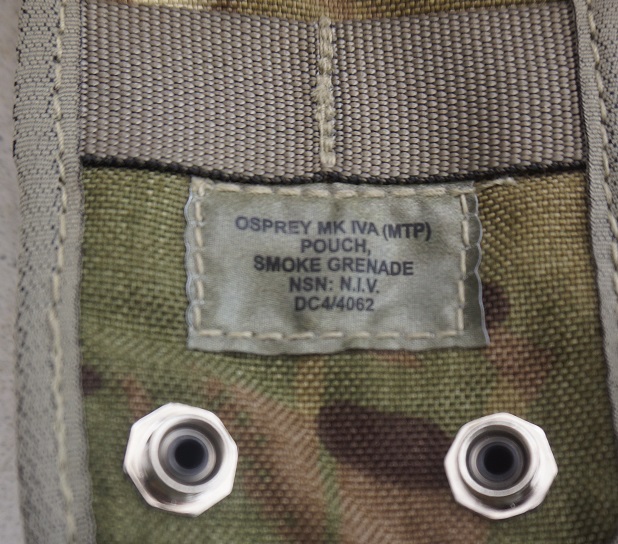 OSPREY MK IVA (MTP)
POUCH,
SMOKE GRENADE
NSN: N.I.V.
DC4/4062